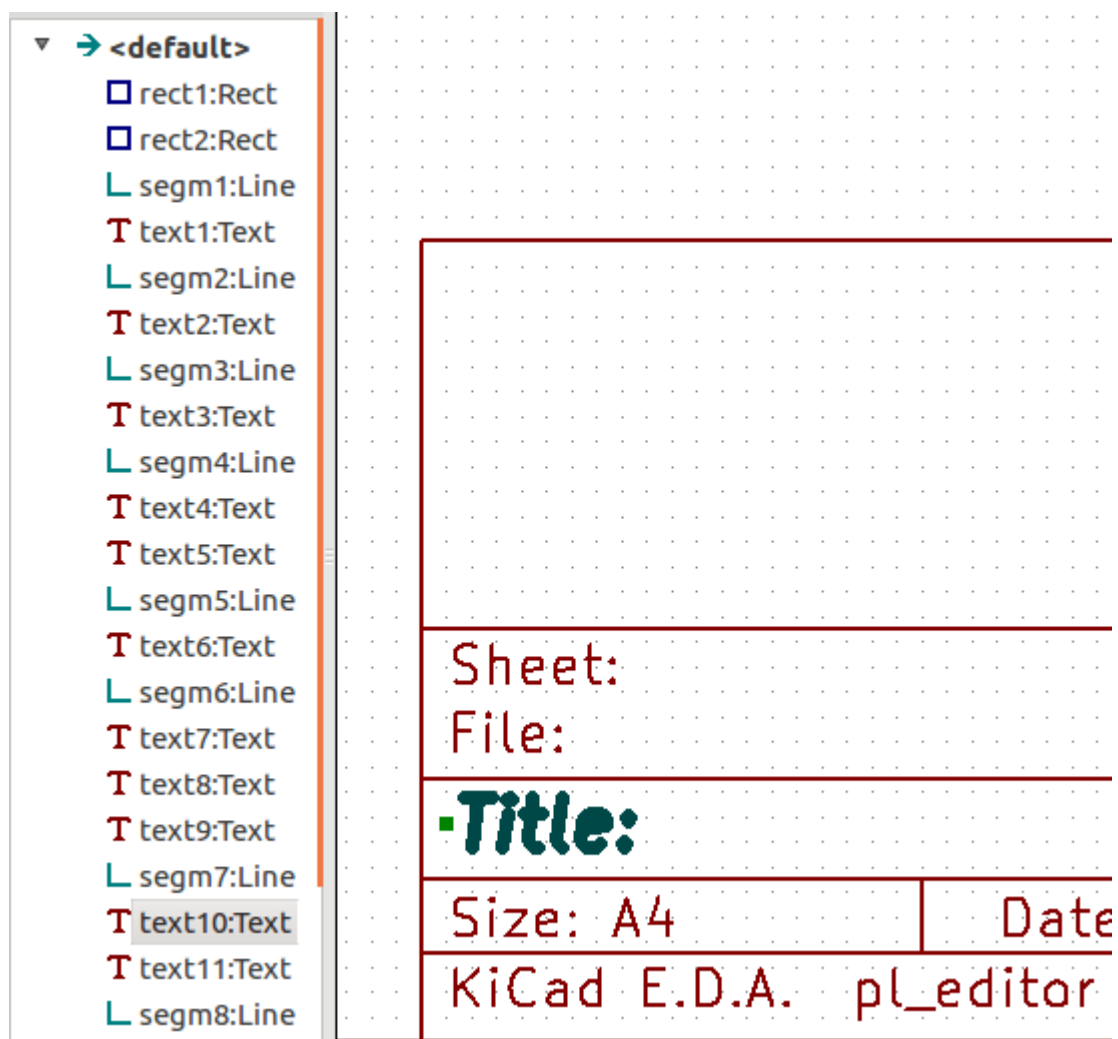 <default>
rect1:Rect
rect2:Rect
segm1:Line
text1:Text
segm2:Line
text2:Text
segm3:Line
text3:Text
segm4:Line
text4:Text
text5:Text
segm5:Line
text6:Text
segm6:Line
text7:Text
text8:Text
text9:Text
segm7:Line
text10:Text
text11:Text
segm8:Line
Sheet:
File:
Title:
Size: A4 Date
KiCad E.D.A. pl_editor